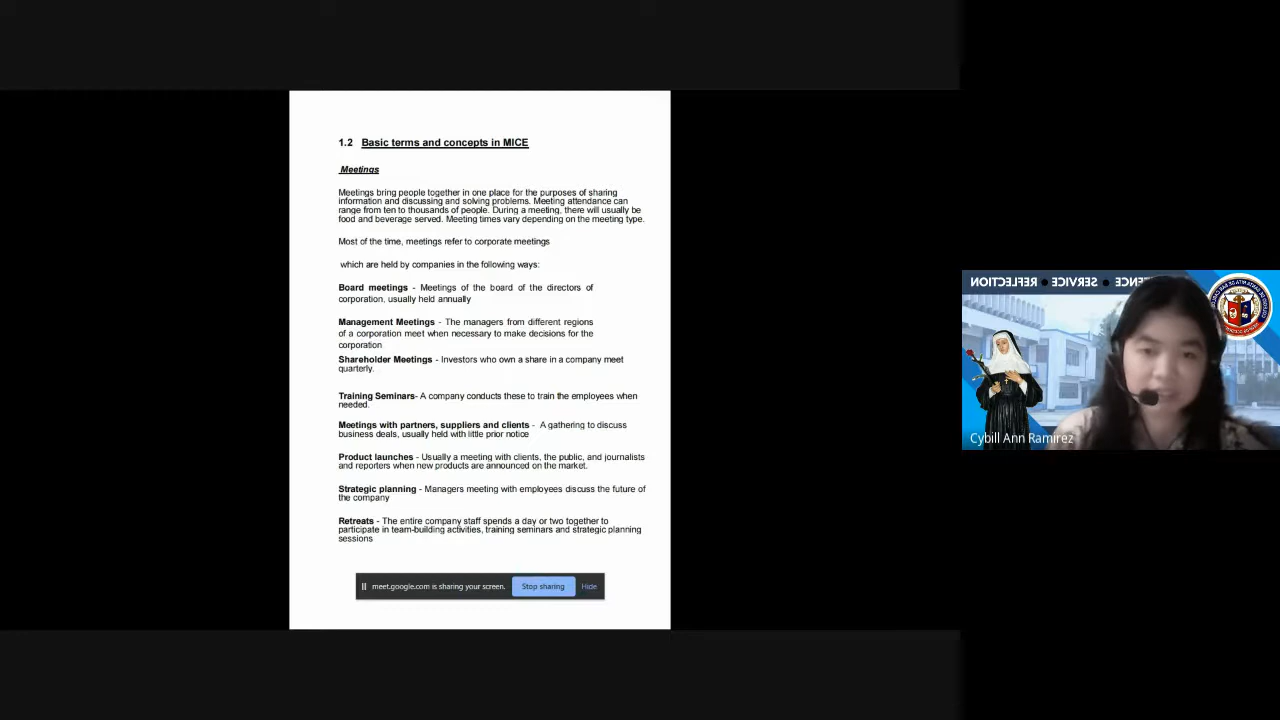 1.2 Basic terms and concepts in MICE
Meetings
Meetings bring people together in one place for the purposes of sharing
information and discussing and solving problems. Meeting attendance can
range from ten to thousands of people. During a meeting, there will usually be
food and beverage served. Meeting times vary depending on the meeting type.
Most of the time, meetings refer to corporate meetings
which are held by companies in the following ways:
Board meetings - Meetings of the board of the directors of
corporation, usually held annually
Management Meetings - The managers from different regions
of a corporation meet when necessary to make decisions for the
corporation
Shareholder Meetings - Investors who own a share in a company meet
quarterly.
Training Seminars- A company conducts these to train the employees when
needed.
Meetings with partners, suppliers and clients - A gathering to discuss
business deals, usually held with little prior notice
Product launches - Usually a meeting with clients, the public, and journalists
and reporters when new products are announced on the market.
Strategic planning - Managers meeting with employees discuss the future of
the company
Retreats - The entire company staff spends a day or two together to
participate in team-building activities, training seminars and strategic planning
sessions
meet.google.com is sharing your screen. Stop sharing Hide
REFLECTION • SERVICE •
Cybill Ann Ramirez